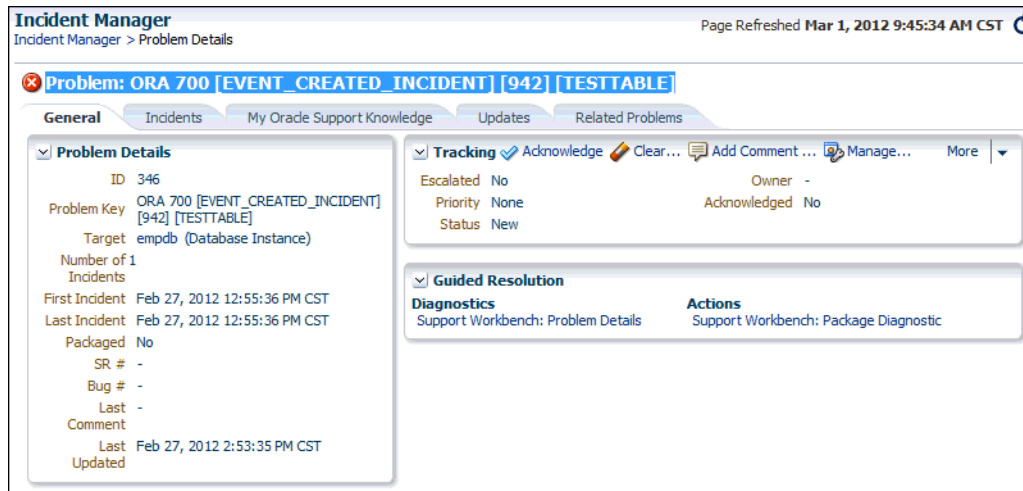 Incident Manager
Page Refreshed Mar 1, 2012 9:45:34 AM CST
Incident Manager > Problem Details
Problem: ORA 700 [EVENT_CREATED_INCIDENT] [942] [TESTTABLE]
General Incidents My Oracle Support Knowledge Updates Related Problems
Problem Details
ID 346
Problem Key ORA 700 [EVENT_CREATED_INCIDENT]
[942] [TESTTABLE]
Target empdb (Database Instance)
Number of 1
Incidents
First Incident Feb 27, 2012 12:55:36 PM CST
Last Incident Feb 27, 2012 12:55:36 PM CST
Packaged No
SR # -
Bug # -
Last -
Comment
Last Feb 27, 2012 2:53:35 PM CST
Updated
Tracking Acknowledge Clear... Add Comment ... Manage... More
Escalated No Owner -
Priority None Acknowledged No
Status New
Guided Resolution
Diagnostics Actions
Support Workbench: Problem Details Support Workbench: Package Diagnostic